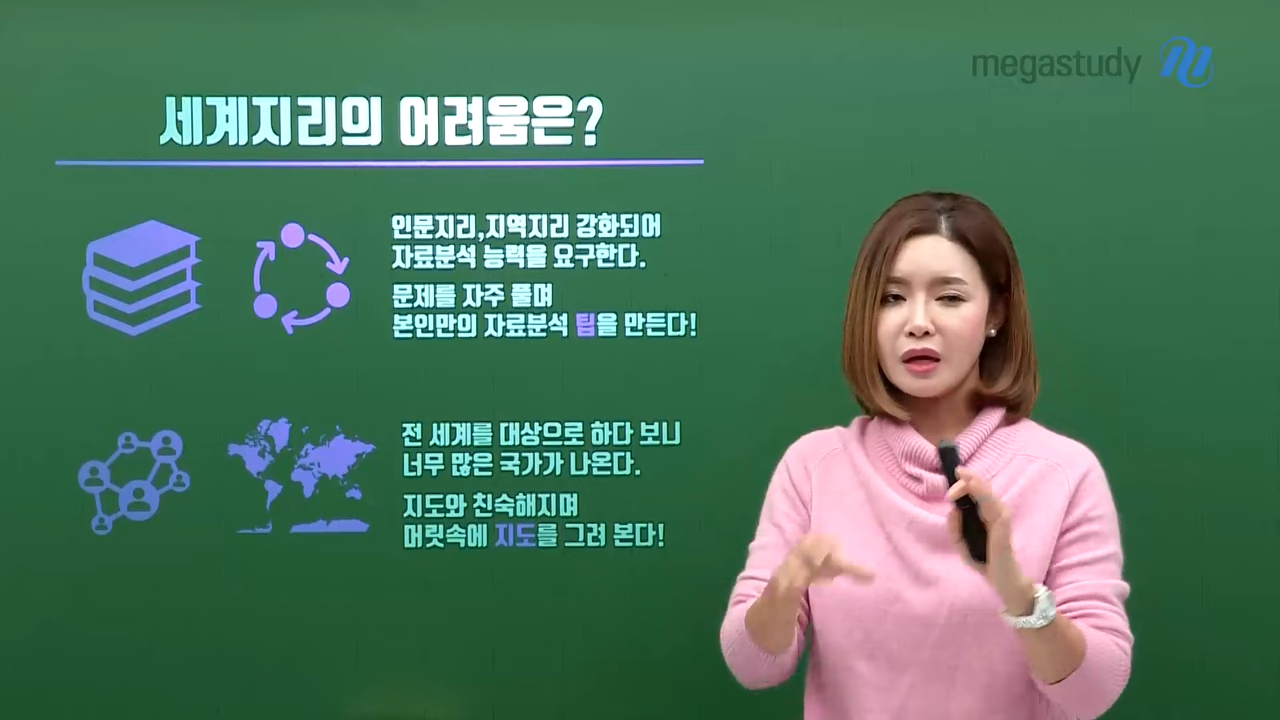 megastudy
세계지리의 어려움은?
인문지리,지역지리 강화되어
자료분석 능력을 요구한다.
문제를 자주 풀며
본인만의 자료분석 팁을 만든다!
전 세계를 대상으로 하다 보니
너무 많은 국가가 나온다.
지도와 친숙해지며
머릿속에 지도를 그려 본다!